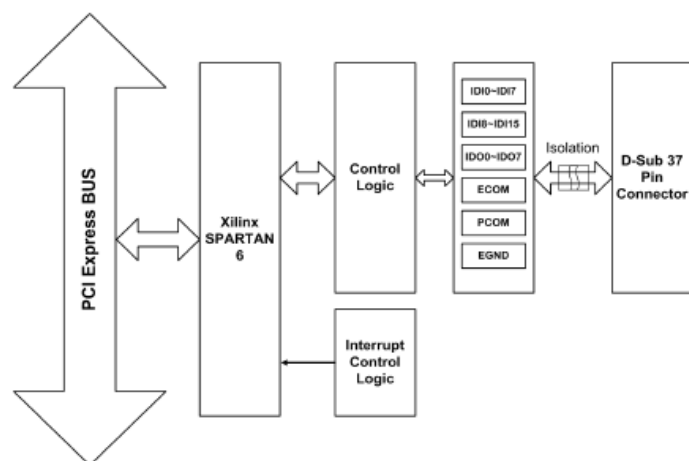 PCI Express BUS
Xilinx
SPARTAN
6
Control
Logic
Interrupt
Control
Logic
IDI0~IDI7
IDI8~IDI15
IDO0~IDO7
ECOM
PCOM
EGND
Isolation
D-Sub 37
Pin
Connector